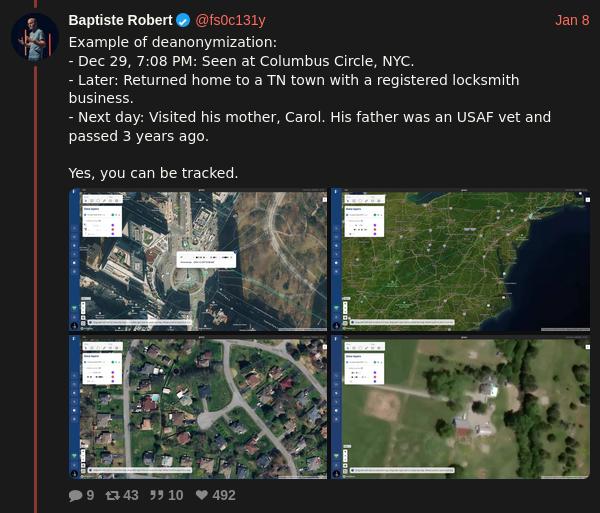 Baptiste Robert @fs0c131y Jan 8
Example of deanonymization:
- Dec 29, 7:08 PM: Seen at Columbus Circle, NYC.
- Later: Returned home to a TN town with a registered locksmith
business.
- Next day: Visited his mother, Carol. His father was an USAF vet and
passed 3 years ago.
Yes, you can be tracked.
9 43 10 492